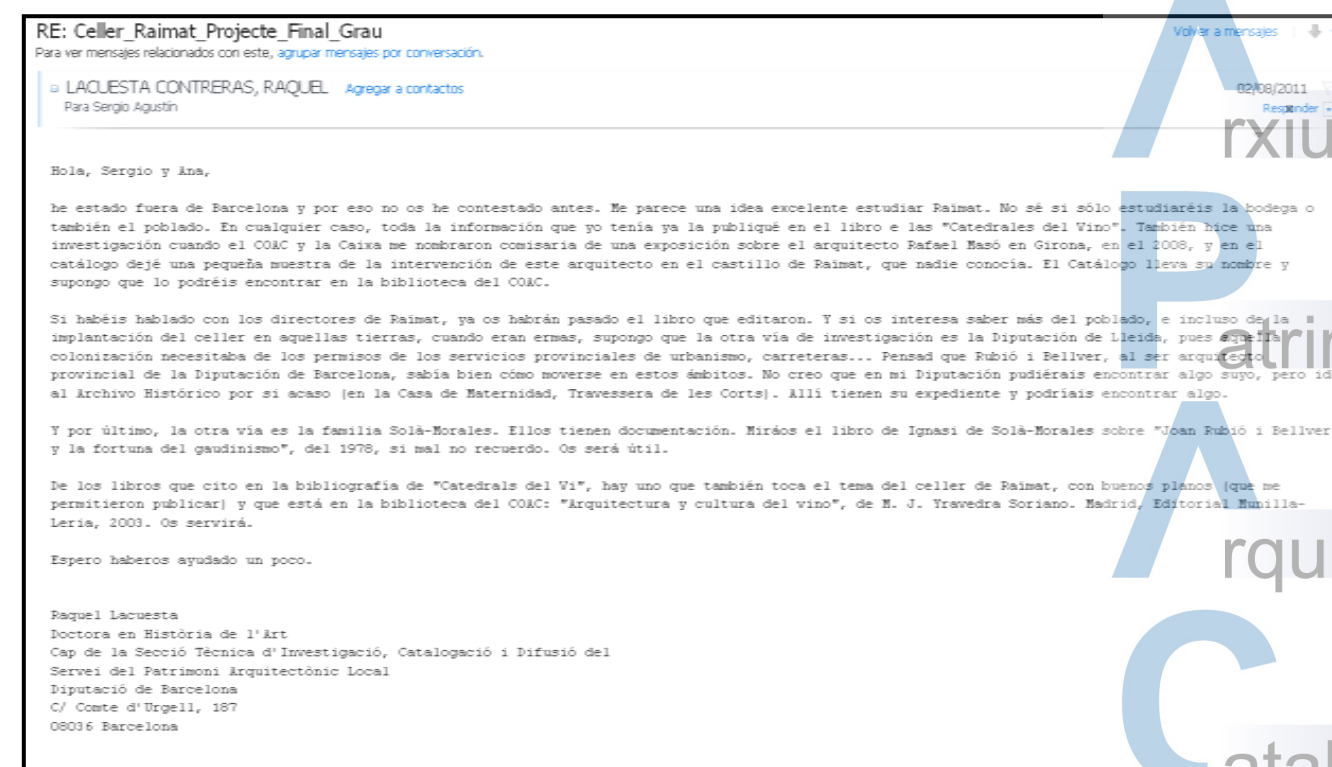 RE: Celler_Raimat_Projecte_Final_Grau
Volver a mensajes
Para ver mensajes relacionados con este, agrupar mensajes por conversación.
LACUESTA CONTRERAS, RAQUEL Agregar a contactos
02/08/2011
Para Sergio Agustín
Responder
Hola, Sergio y Ana,
he estado fuera de Barcelona y por eso no os he contestado antes. Me parece una idea excelente estudiar Raïmat. No sé si sólo estudiaréis la bodega o
también el poblado. En cualquier caso, toda la información que yo tenía ya la publiqué en el libro e las "Catedrales del Vino". También hice una
investigación cuando el COAC y la Caixa me nombraron comisaria de una exposición sobre el arquitecto Rafael Masó en Girona, en el 2008, y en el
catálogo dejé una pequeña muestra de la intervención de este arquitecto en el castillo de Raïmat, que nadie conocía. El Catálogo lleva su nombre y
supongo que lo podréis encontrar en la biblioteca del COAC.
Si habéis hablado con los directores de Raïmat, ya os habrán pasado el libro que editaron. Y si os interesa saber más del poblado, e incluso de la
implantación del celler en aquellas tierras, cuando eran ermas, supongo que la otra vía de investigación es la Diputación de Lleida, pues aquella
colonización necesitaba de los permisos de los servicios provinciales de urbanismo, carreteras... Pensad que Rubió i Bellver, al ser arquitecto
provincial de la Diputación de Barcelona, sabía bien cómo moverse en estos ámbitos. No creo que en mi Diputación pudiérais encontrar algo suyo, pero id
al Archivo Histórico por si acaso (en la Casa de Maternidad, Travessera de les Corts). Allí tienen su expediente y podríais encontrar algo.
Y por último, la otra vía es la familia Solà-Morales. Ellos tienen documentación. Miráos el libro de Ignasi de Solà-Morales sobre "Joan Rubió i Bellver
y la fortuna del gaudinismo", del 1978, si mal no recuerdo. Os será útil.
De los libros que cito en la bibliografía de "Catedrals del Vi", hay uno que también toca el tema del celler de Raïmat, con buenos planos (que me
permitieron publicar) y que está en la biblioteca del COAC: "Arquitectura y cultura del vino", de M. J. Yravedra Soriano. Madrid, Editorial Munilla-
Leria, 2003. Os servirá.
Espero haberos ayudado un poco.
Raquel Lacuesta
Doctora en Història de l'Art
Cap de la Secció Tècnica d'Investigació, Catalogació i Difusió del
Servei del Patrimoni Arquitectònic Local
Diputació de Barcelona
C/ Comte d'Urgell, 187
08036 Barcelona
A
rxiu
P
atrim
A
rqu
C